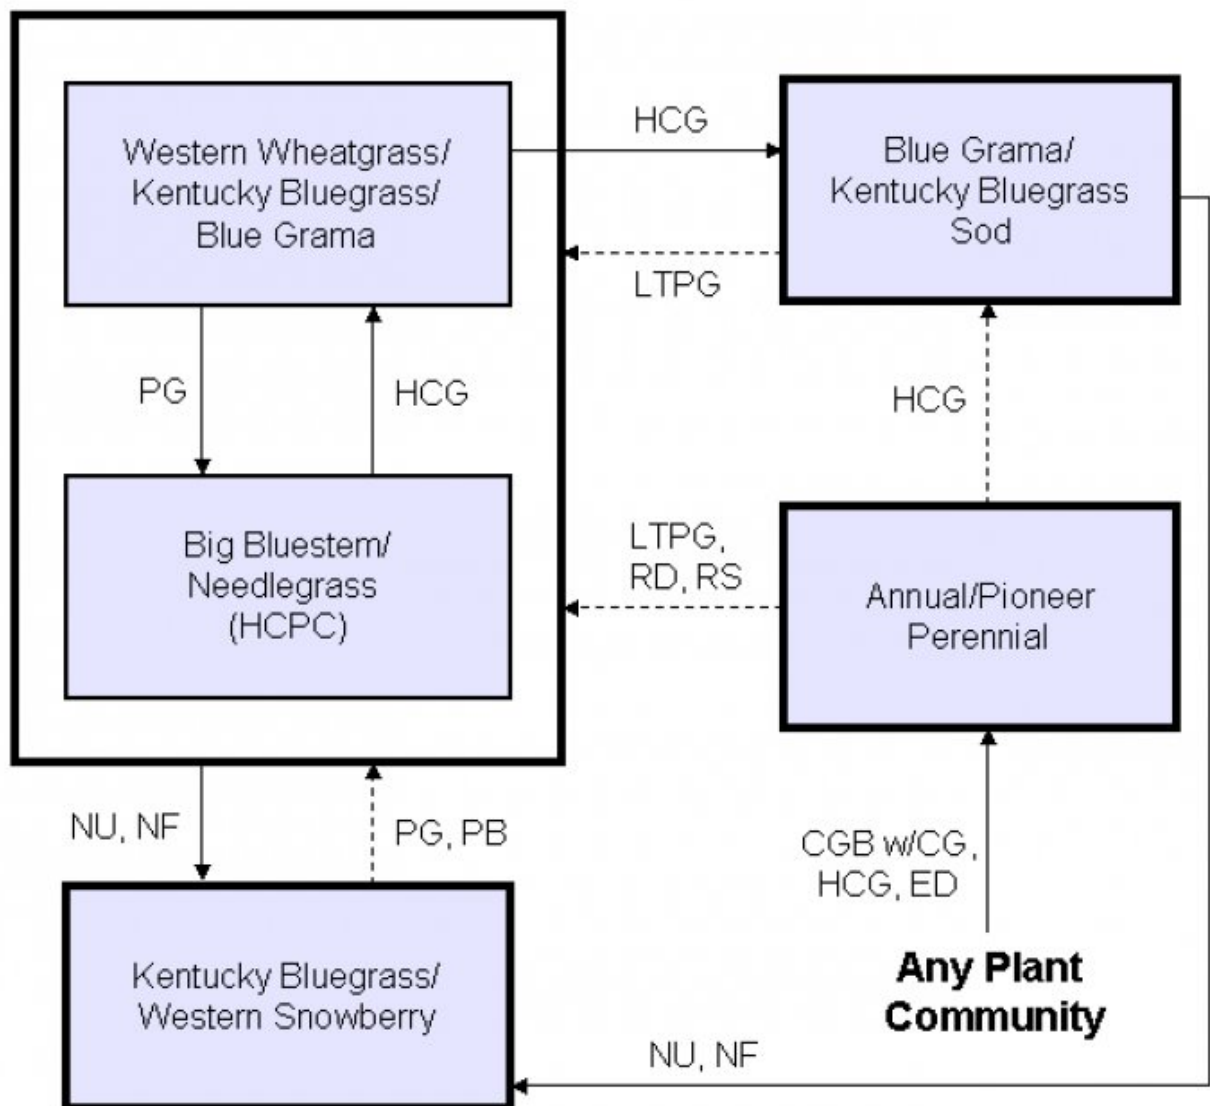 Western Wheatgrass/
Kentucky Bluegrass/
Blue Grama
HCG
Blue Grama/
Kentucky Bluegrass
Sod
LTPG
PG
HCG
HCG
Big Bluestem/
Needlegrass
(HCPC)
LTPG,
RD, RS
Annual/Pioneer
Perennial
NU, NF
PG, PB
CGB w/CG,
HCG, ED
Any Plant
Community
Kentucky Bluegrass/
Western Snowberry
NU, NF